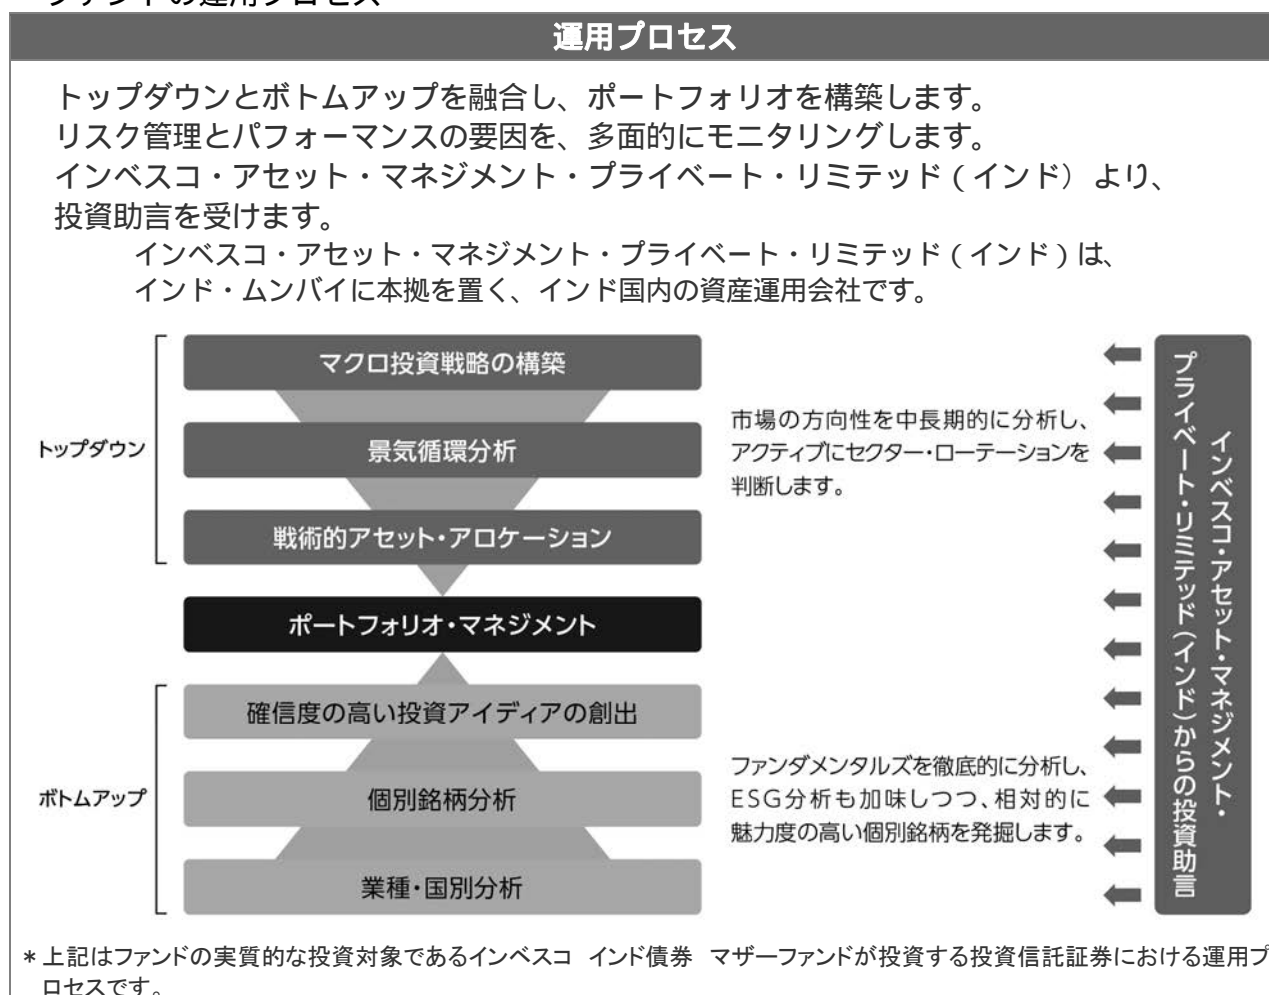 ファンドの運用プロセス
運用プロセス
トップダウンとボトムアップを融合し、ポートフォリオを構築します。
リスク管理とパフォーマンスの要因を、多面的にモニタリングします。
インベスコ・アセット・マネジメント・プライベート・リミテッド(インド）より、
投資助言を受けます。
インベスコ・アセット・マネジメント・プライベート・リミテッド(インド)は、
インド・ムンバイに本拠を置く、インド国内の資産運用会社です。
トップダウン
マクロ投資戦略の構築
景気循環分析
戦術的アセット・アロケーション
市場の方向性を中長期的に分析し、
アクティブにセクター・ローテーションを
判断します。
ポートフォリオ・マネジメント
ボトムアップ
確信度の高い投資アイディアの創出
個別銘柄分析
業種・国別分析
ファンダメンタルズを徹底的に分析し、
ESG分析も加味しつつ、相対的に
魅力度の高い個別銘柄を発掘します。
インベスコ・アセット・マネジメント・
プライベート・リミテッド(インド)からの投資助言
*上記はファンドの実質的な投資対象であるインベスコ インド債券 マザーファンドが投資する投資信託証券における運用プ
ロセスです。